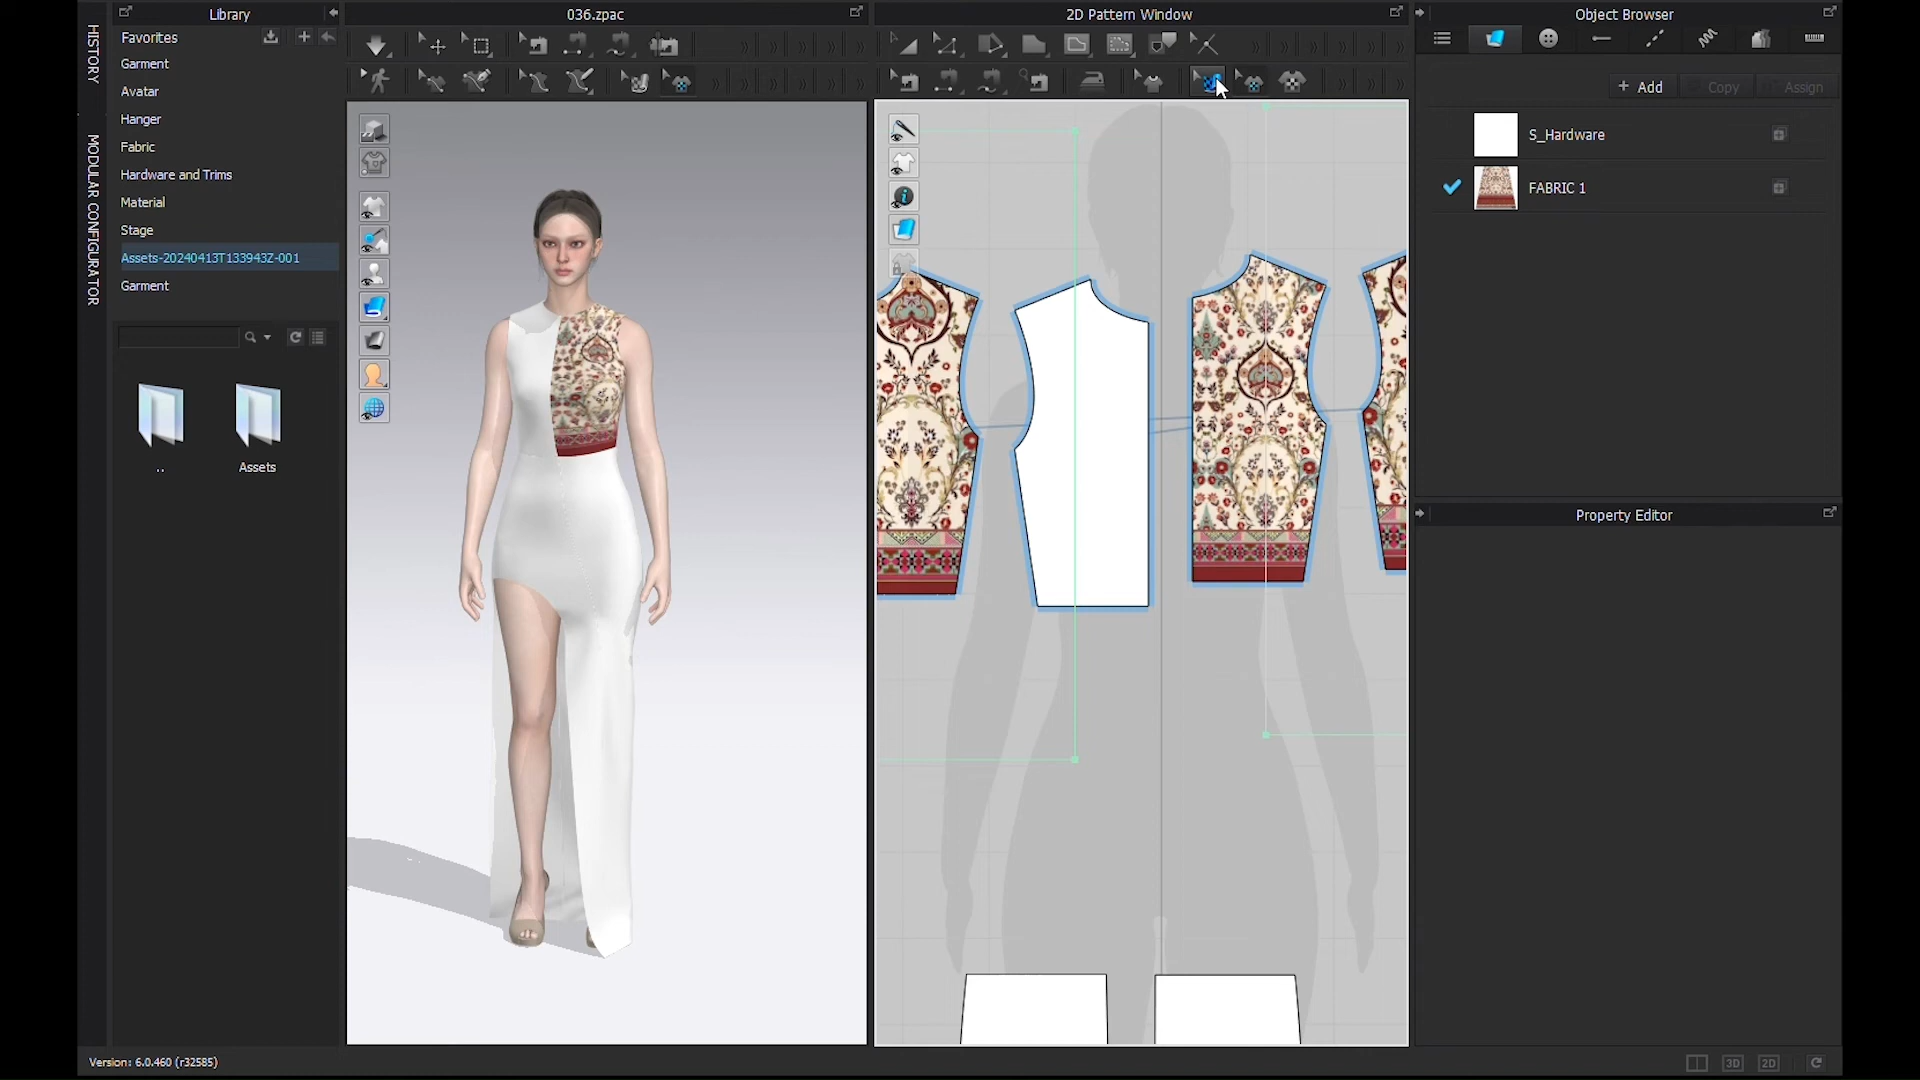 HISTORY
MODULAR CONFIGURATOR
Library
Favorites
Garment
Avatar
Hanger
Fabric
Hardware and Trims
Material
Stage
Assets-20240413T133943Z-001
Garment
..
Assets
036.zpac
2D Pattern Window
Object Browser
+ Add
Copy
Assign
S_Hardware
FABRIC 1
Property Editor
Version: 6.0.460 (r32585)
3D
2D